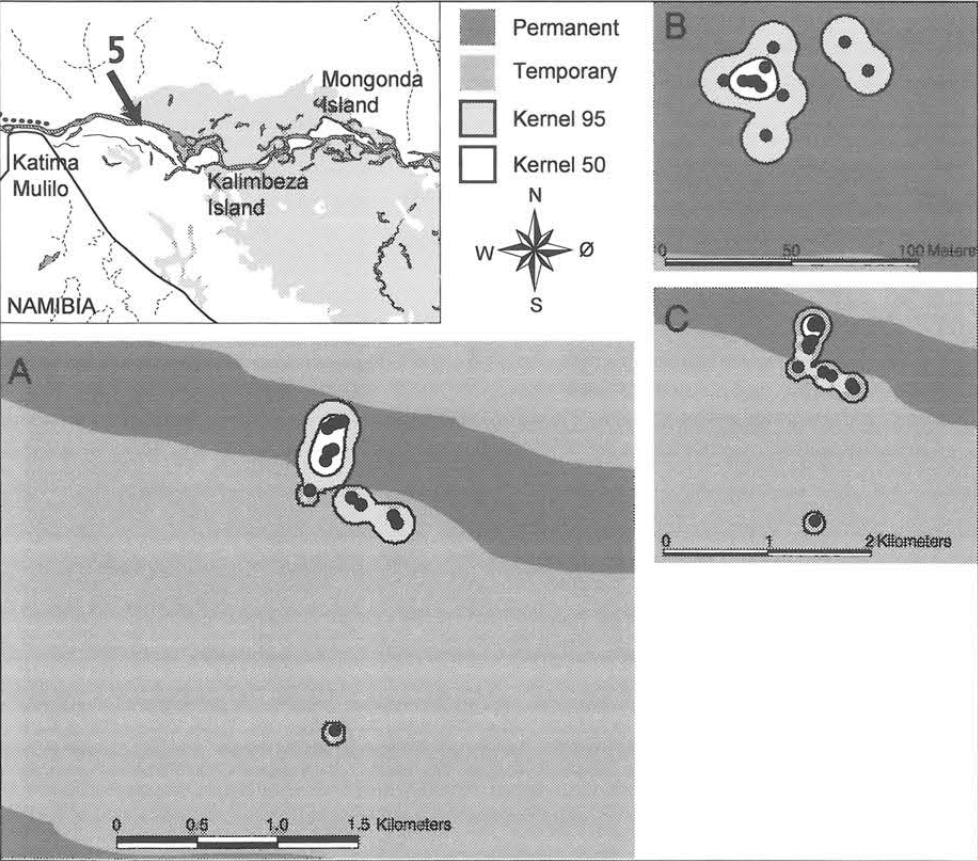 5
Mongonda
Island
Katima
Mulilo
Kalimbeza
Island
NAMIBIA
Permanent
Temporary
Kernel 95
Kernel 50
N
W Ø
S
B
0 50 100 Meters
C
0 1 2 Kilometers
A
0 0.5 1.0 1.5 Kilometers